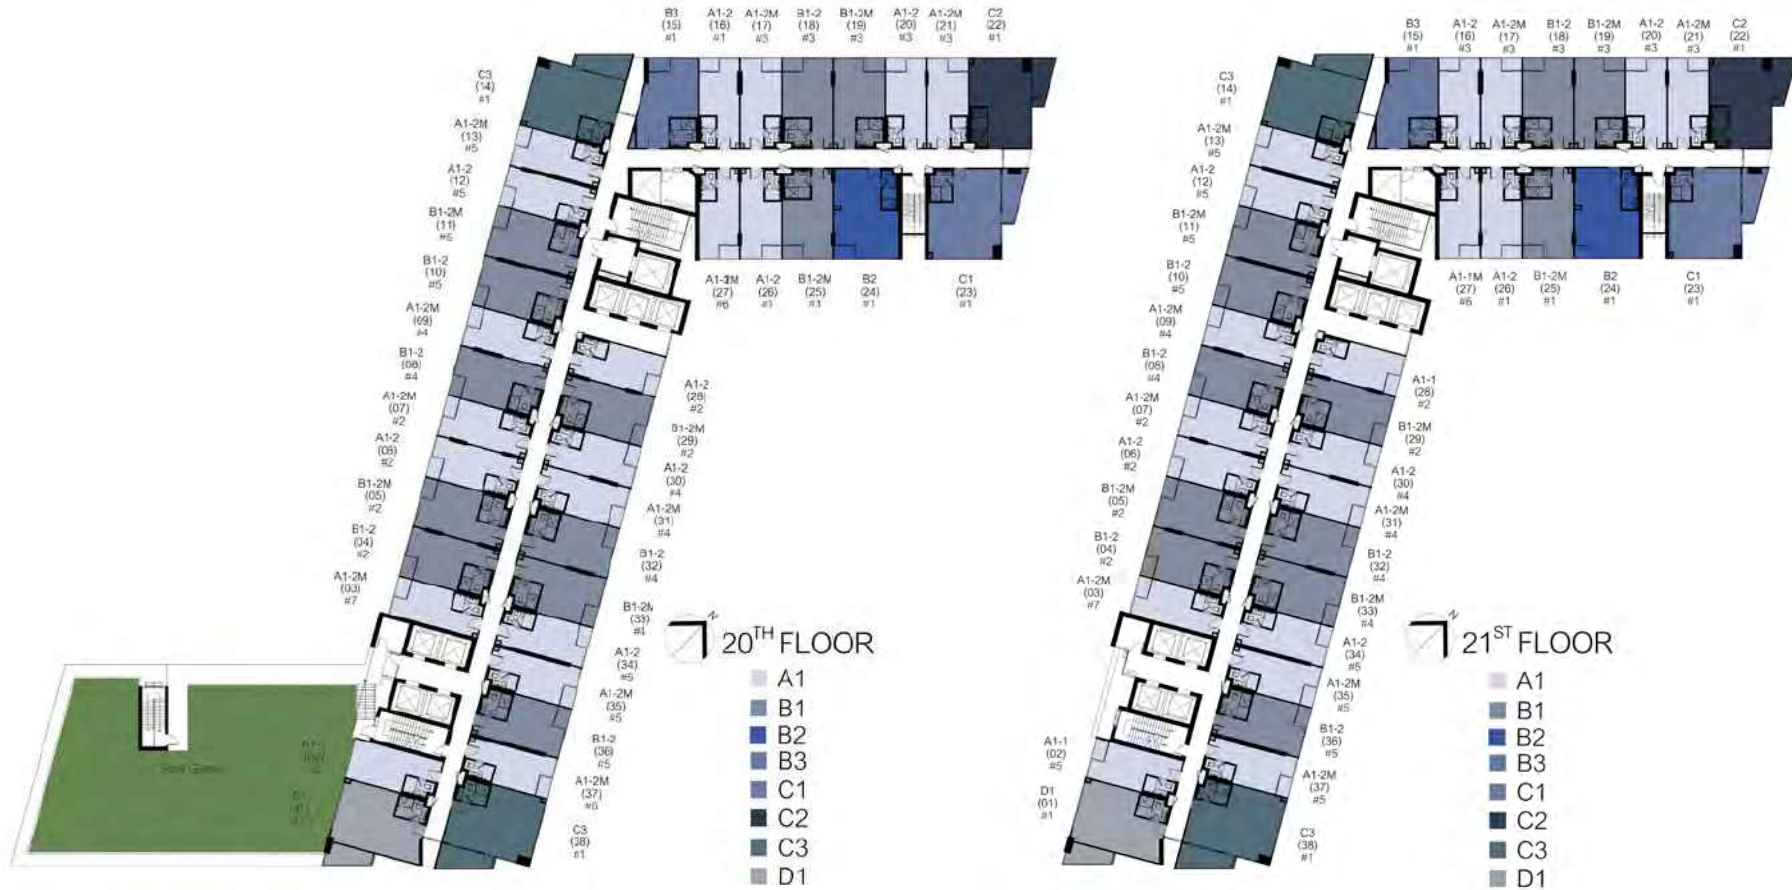 B3
(15)
#1
A1-2
(16)
#1
A1-2M
(17)
#3
B1-2
(18)
#3
B1-2M
(19)
#3
A1-2
(20)
#3
A1-2M
(21)
#3
C2
(22)
#1
C3
(14)
#1
A1-2M
(13)
#5
A1-2
(12)
#5
B1-2M
(11)
B1-2
(10)
#5
A1-2M
(09)
#4
B1-2
(08)
#4
A1-2M
(07)
#2
A1-2
#2
B1-2M
(05)
#2
B1-2
(04)
#2
A1-2M
(03)
#7
(27)
#6
A1-2
(26)
#1
B1-2M
(25)
#1
B2
(24)
#1
C1
(23)
#1
A1-2
(28)
#2
B1-2M
(29)
#2
A1-2
(30)
#4
A1-2M
(31)
#4
B1-2
(32)
#4
B1-2M
(33)
#4
A1-2
(34)
#5
A1-2M
(35)
#5
B1-2
(36)
#5
A1-2M
(37)
C3
(38)
#1
N
20TH FLOOR
A1
B1
B2
B3
C1
C2
C3
D1
B3
(15)
#1
A1-2
(16)
#3
A1-2M
(17)
#3
B1-2
(18)
#3
B1-2M
(19)
#3
A1-2
(20)
#3
A1-2M
(21)
#3
C2
(22)
#1
C3
(14)
#1
A1-2M
(13)
#5
A1-2
(12)
#5
B1-2M
(11)
#5
B1-2
(10)
#5
A1-2M
(09)
#4
B1-2
(08)
#4
A1-2M
(07)
#2
A1-2
(06)
#2
B1-2M
(05)
#2
B1-2
(04)
#2
A1-2M
(03)
#7
A1-1
(02)
#5
D1
(01)
#1
A1-1M
(27)
#6
A1-2
(26)
#1
B1-2M
(25)
#1
B2
(24)
#1
C1
(23)
#1
A1-1
(28)
#2
B1-2M
(29)
#2
A1-2
(30)
#4
A1-2M
(31)
#4
B1-2
(32)
#4
B1-2M
(33)
#4
A1-2
(34)
#5
A1-2M
(35)
#5
B1-2
(36)
#5
A1-2M
(37)
#5
C3
(38)
#1
N
21ST FLOOR
A1
B1
B2
B3
C1
C2
C3
D1